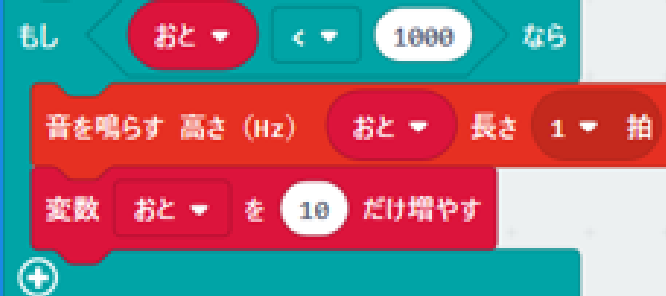 もし おと < 1000 なら
音を鳴らす 高さ (Hz) おと 長さ 1 拍
変数 おと を 10 だけ増やす